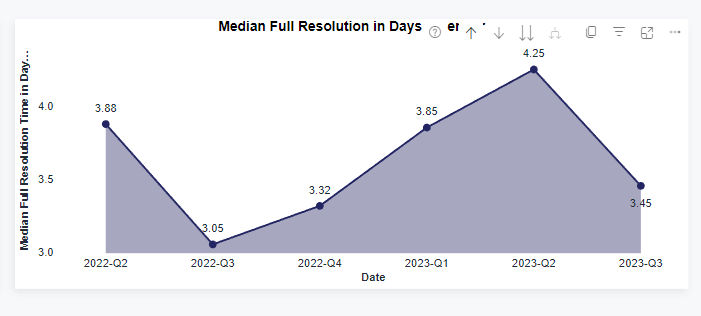 Median Full Resolution in Days er
4.25
4.0
3.88
3.85
3.5
3.32
3.45
3.05
3.0
Median Full Resolution Time in Day...
2022-Q2 2022-Q3 2022-Q4 2023-Q1 2023-Q2 2023-Q3
Date